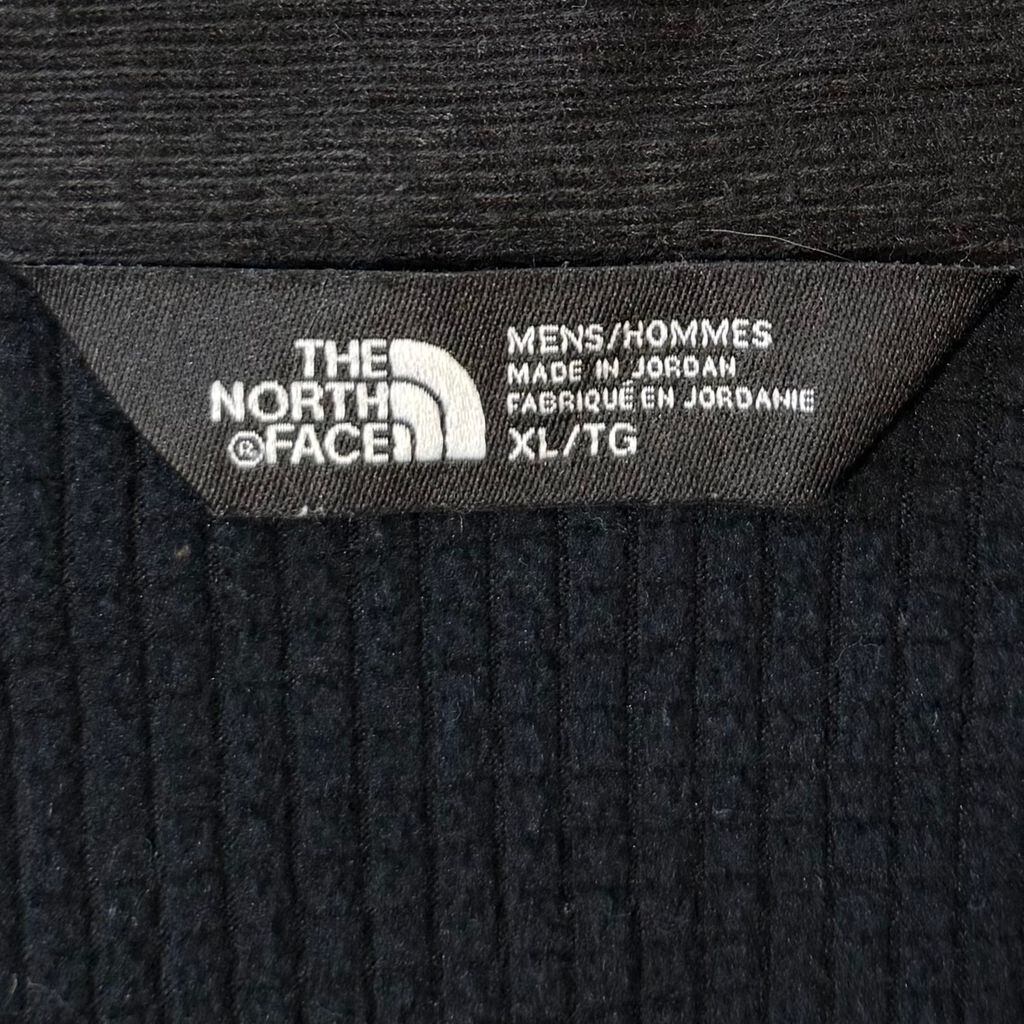 THE
NORTH
®FACE
MENS/HOMMES
MADE IN JORDAN
FABRIQUÉ EN JORDANIE
XL/TG